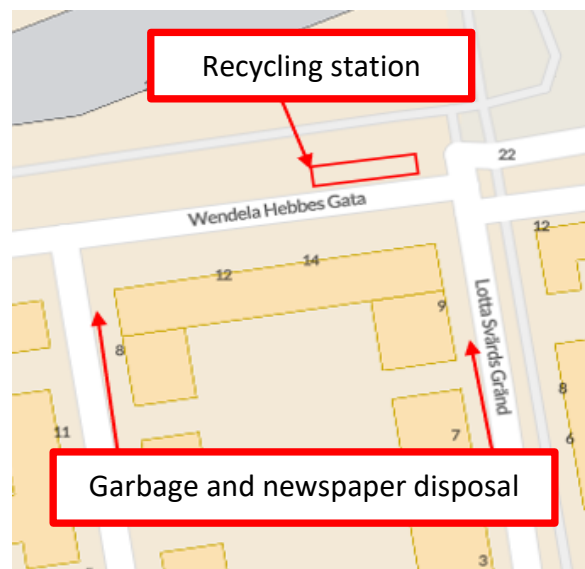 Recycling station
22
Wendela Hebbes Gata
12
12
14
9
Lotta Svärds Gränd
8
8
11
7
6
Garbage and newspaper disposal
3